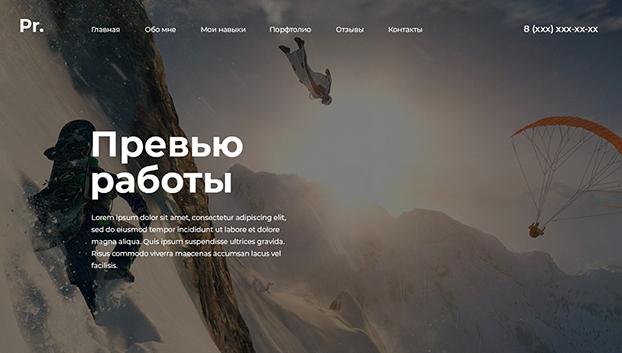 Pr.
Главная Обо мне Мои навыки Порфтолио Отзывы Контакты
8 (xxx) xxx-xx-xx
Превью
работы
Lorem ipsum dolor sit amet, consectetur adipiscing elit,
sed do eiusmod tempor incididunt ut labore et dolore
magna aliqua. Quis ipsum suspendisse ultrices gravida.
Risus commodo viverra maecenas accumsan lacus vel
facilisis.